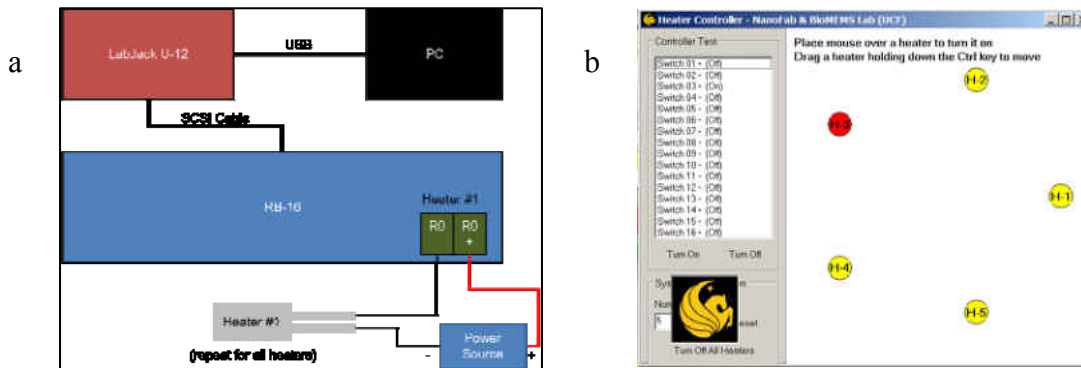 a
LabJack U-12
USB
PC
SCSI Cable
RB-16
Heater #1
R0
R0
+
Heater #1
(repeat for all heaters)
-
Power
Source
+
b
Heater Controller - NanoFab & BioMEMS Lab (UCF)
Controller Test
Switch 01 - (Off)
Switch 02 - (Off)
Switch 03 - (On)
Switch 04 - (Off)
Switch 05 - (Off)
Switch 06 - (Off)
Switch 07 - (Off)
Switch 08 - (Off)
Switch 09 - (Off)
Switch 10 - (Off)
Switch 11 - (Off)
Switch 12 - (Off)
Switch 13 - (Off)
Switch 14 - (Off)
Switch 15 - (Off)
Switch 16 - (Off)
Turn On Turn Off
5
Turn Off All Heaters
Place mouse over a heater to turn it on
Drag a heater holding down the Ctrl key to move
H-2
H-3
H-1
H-4
H-5